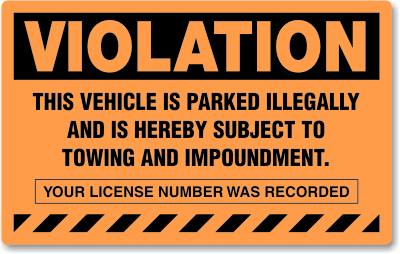 VIOLATION
THIS VEHICLE IS PARKED ILLEGALLY
AND IS HEREBY SUBJECT TO
TOWING AND IMPOUNDMENT.
YOUR LICENSE NUMBER WAS RECORDED